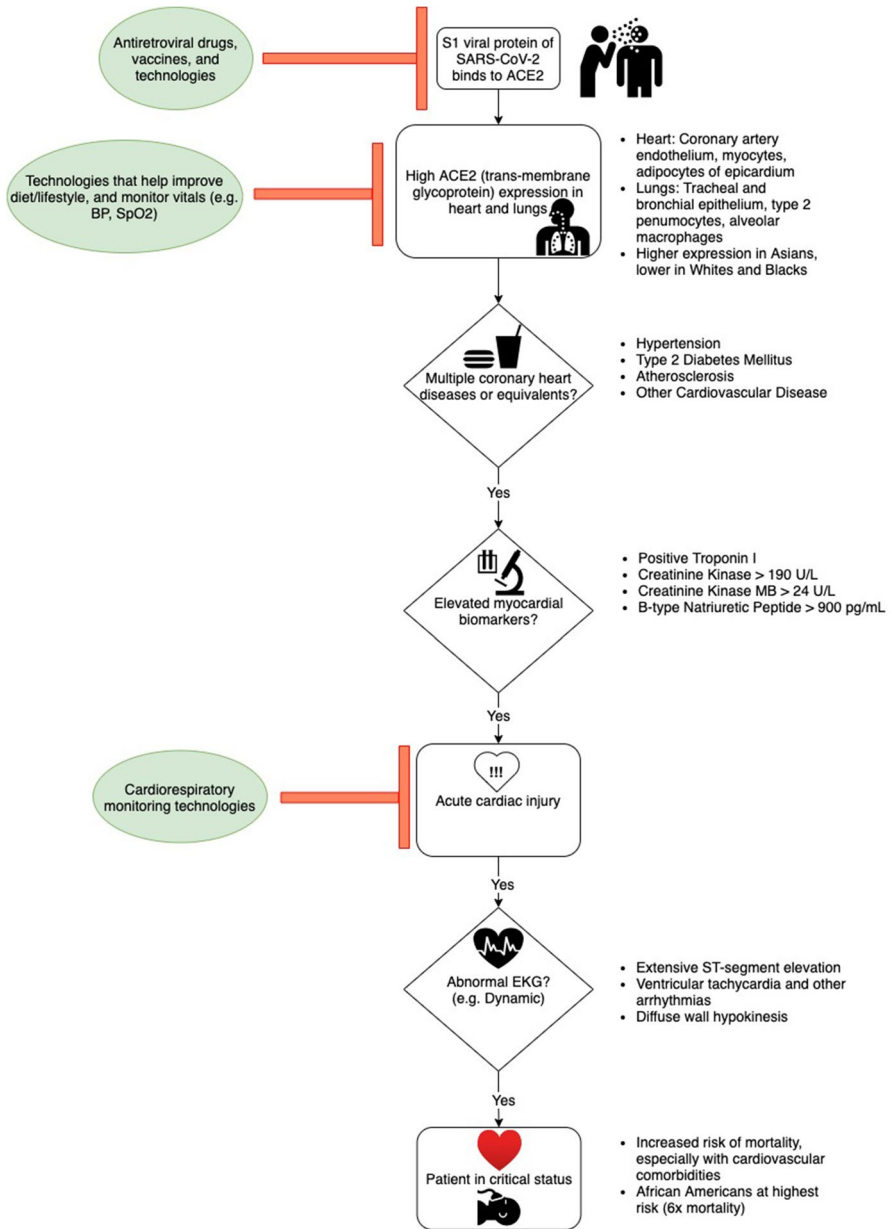 Antiretroviral drugs,
vaccines, and
technologies
S1 viral protein of
SARS-CoV-2
binds to ACE2
Technologies that help improve
diet/lifestyle, and monitor vitals (e.g.
BP, SpO2)
High ACE2 (trans-membrane
glycoprotein) expression in
heart and lungs
• Heart: Coronary artery
endothelium, myocytes,
adipocytes of epicardium
• Lungs: Tracheal and
bronchial epithelium, type 2
penumocytes, alveolar
macrophages
• Higher expression in Asians,
lower in Whites and Blacks
Multiple coronary heart
diseases or equivalents?
• Hypertension
• Type 2 Diabetes Mellitus
• Atherosclerosis
• Other Cardiovascular Disease
Yes
Elevated myocardial
biomarkers?
• Positive Troponin I
• Creatinine Kinase > 190 U/L
• Creatinine Kinase MB > 24 U/L
• B-type Natriuretic Peptide > 900 pg/mL
Yes
Cardiorespiratory
monitoring technologies
!!!
Acute cardiac injury
Yes
Abnormal EKG?
(e.g. Dynamic)
• Extensive ST-segment elevation
• Ventricular tachycardia and other
arrhythmias
• Diffuse wall hypokinesis
Yes
Patient in critical status
• Increased risk of mortality,
especially with cardiovascular
comorbidities
• African Americans at highest
risk (6x mortality)